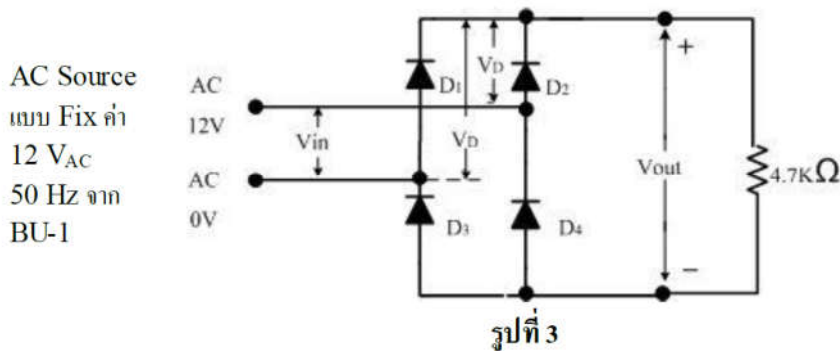 AC Source
แบบ Fix ค่า
12 VAC
50 Hz จาก
BU-1
AC
12V
Vin
AC
0V
D1
VD
D2
VD
D3
D4
Vout
+
−
4.7KΩ
รูปที่ 3